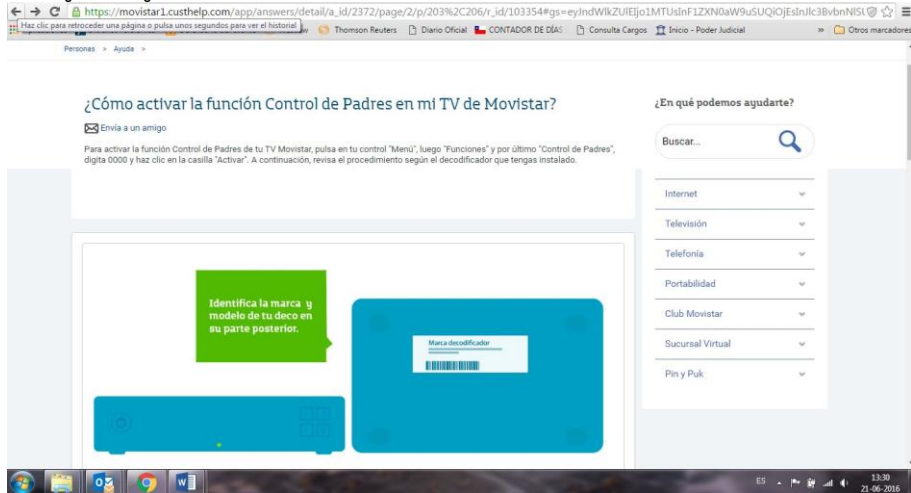 https://movistar1.custhelp.com/app/answers/detail/a_id/2372/page/2/p/203%2C206/r_id/103354#gs=
Haz clic para retroceder una página o pulsa unos segundos para ver el historial
Thomson Reuters Diario Oficial CONTADOR DE DÍAS Consulta Cargos Inicio - Poder Judicial » Otros marcadores
Personas > Ayuda >
¿Cómo activar la función Control de Padres en mi TV de Movistar?
Envía a un amigo
Para activar la función Control de Padres de tu TV Movistar, pulsa en tu control "Menú", luego "Funciones" y por último "Control de Padres",
digita 0000 y haz clic en la casilla "Activar". A continuación, revisa el procedimiento según el decodificador que tengas instalado.
¿En qué podemos ayudarte?
Buscar...
Internet
Televisión
Telefonía
Portabilidad
Club Movistar
Sucursal Virtual
Pin y Puk
Identifica la marca y
modelo de tu deco en
su parte posterior.
Marca decodificador
ES
13:30
21-06-2016